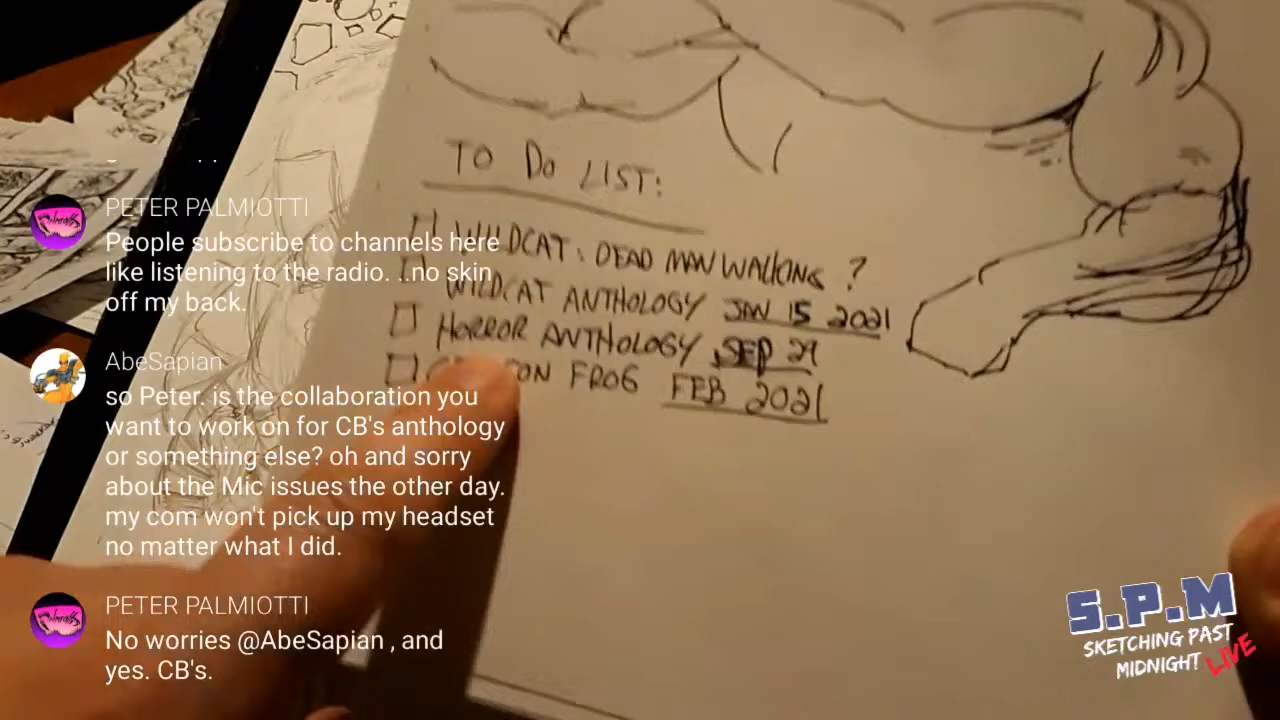 PETER PALMIOTTI
People subscribe to channels here
like listening to the radio. ..no skin
off my back.
AbeSapian
so Peter. is the collaboration you
want to work on for CB's anthology
or something else? oh and sorry
about the Mic issues the other day.
my com won't pick up my headset
no matter what I did.
PETER PALMIOTTI
No worries @AbeSapian , and
yes. CB's.
TO DO LIST:
WILDCAT: DEAD MAN WALKING ?
WILDCAT ANTHOLOGY JAN 15 2021
HORROR ANTHOLOGY SEP 29
FROG FEB 2021
S.P.M
SKETCHING PAST
MIDNIGHT LIVE